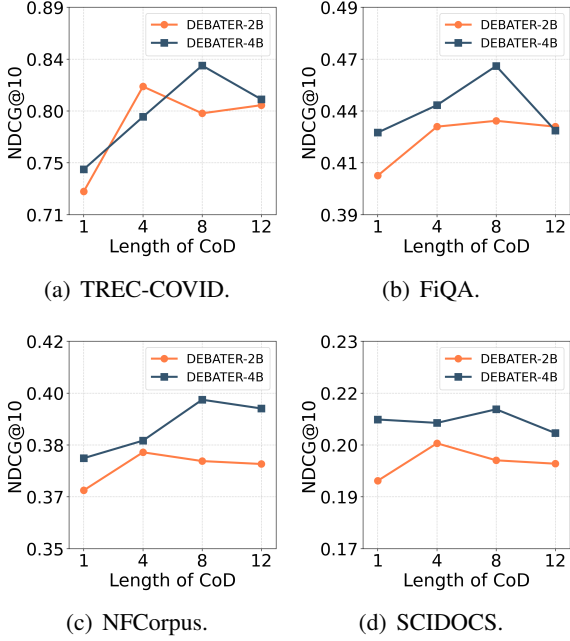 0.89
0.84
0.80
0.75
0.71
NDCG@10
DEBATER-2B
DEBATER-4B
1 4 8 12
Length of CoD
(a) TREC-COVID.
0.49
0.47
0.44
0.41
0.39
NDCG@10
DEBATER-2B
DEBATER-4B
1 4 8 12
Length of CoD
(b) FiQA.
0.42
0.40
0.38
0.37
0.35
NDCG@10
DEBATER-2B
DEBATER-4B
1 4 8 12
Length of CoD
(c) NFCorpus.
0.23
0.22
0.20
0.19
0.17
NDCG@10
DEBATER-2B
DEBATER-4B
1 4 8 12
Length of CoD
(d) SCIDOCS.